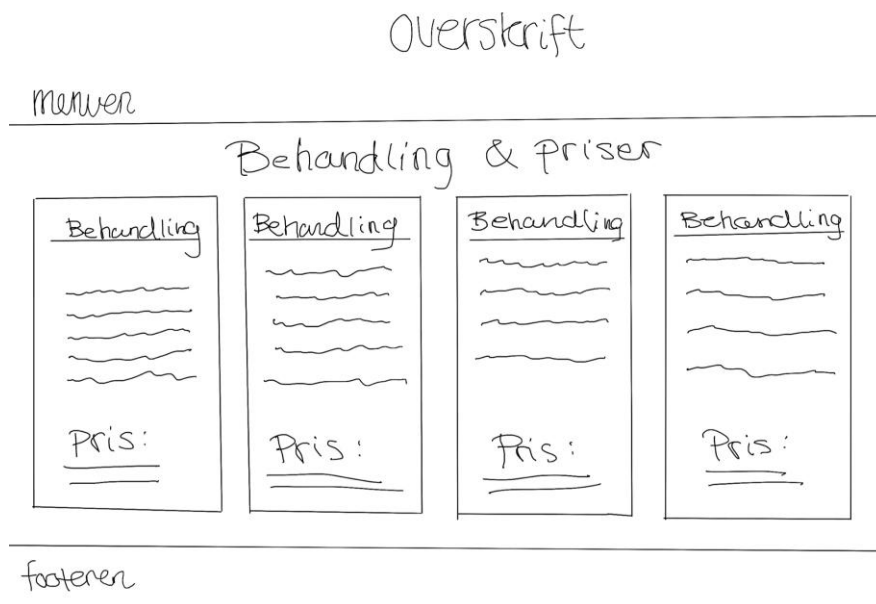 Overskrift
menuen
Behandling & priser
Behandling Behandling Behandling Behandling
Pris: Pris: Pris: Pris:
footeren